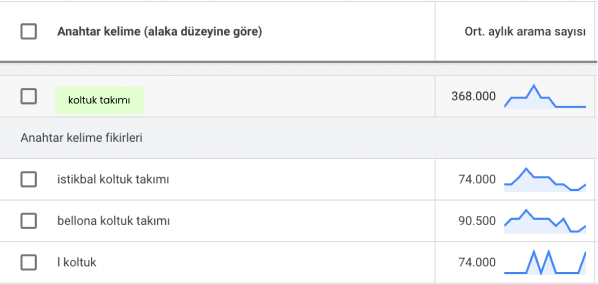 Anahtar kelime (alaka düzeyine göre) Ort. aylık arama sayısı
koltuk takımı 368.000
Anahtar kelime fikirleri
istikbal koltuk takımı 74.000
bellona koltuk takımı 90.500
l koltuk 74.000